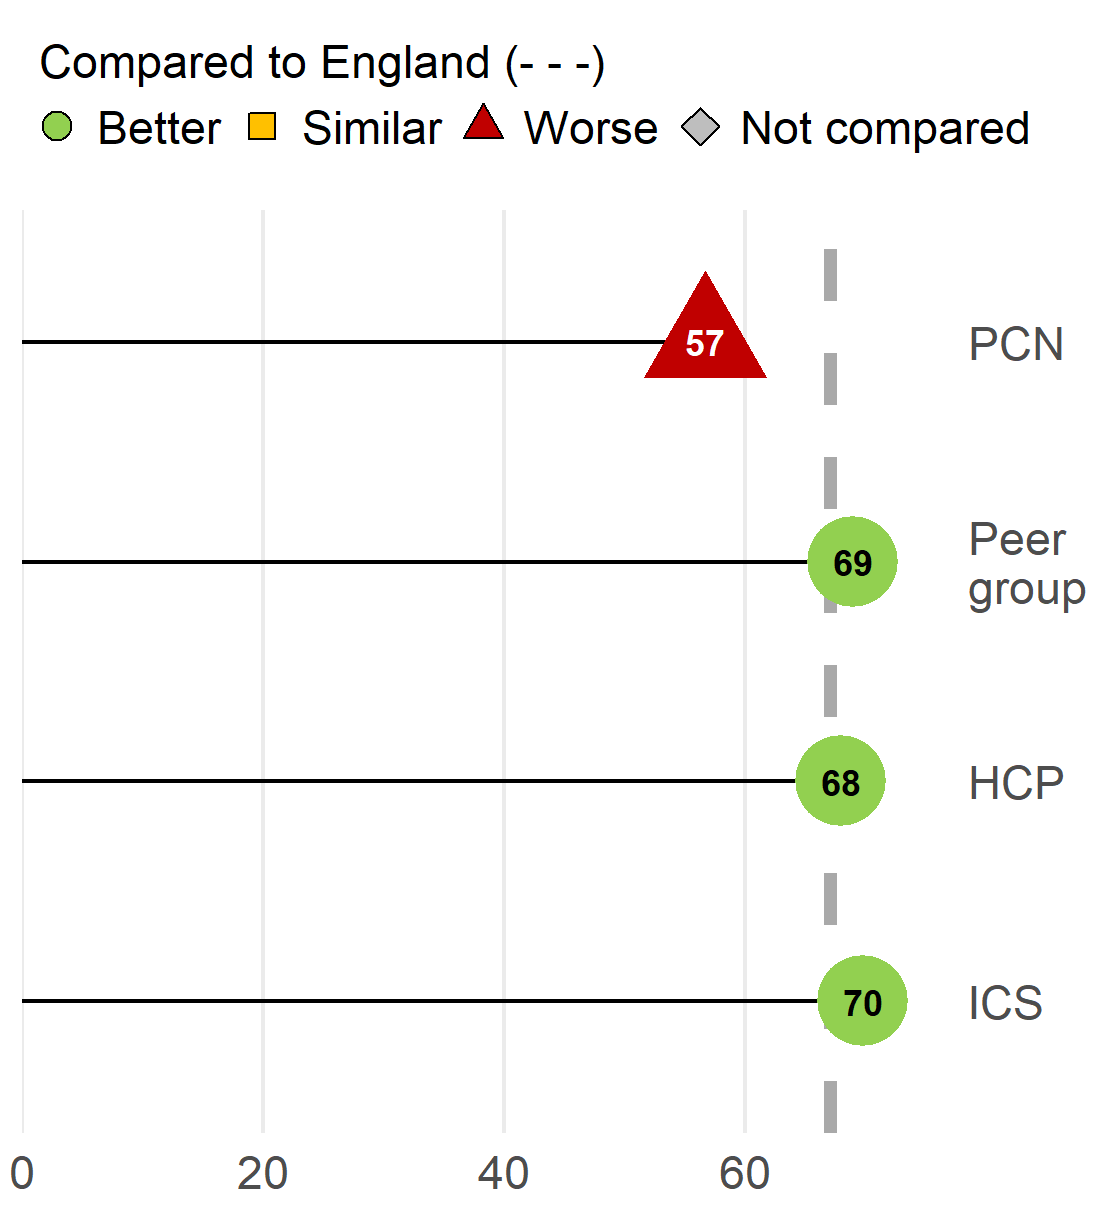 Compared to England (- - -)
Better Similar Worse Not compared
57
PCN
69
Peer
group
68
HCP
70
ICS
0 20 40 60